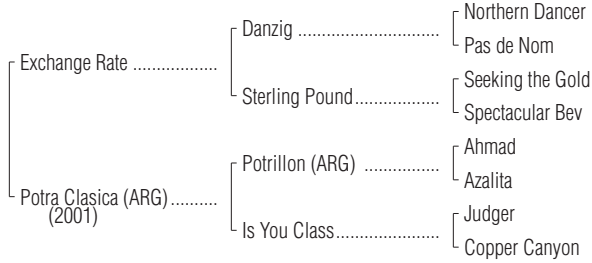 Northern Dancer
Danzig ..............................
Pas de Nom
Exchange Rate ..................
Seeking the Gold
Sterling Pound..................
Spectacular Bev
Ahmad
Potrillon (ARG) ................
Azalita
Potra Clasica (ARG)..........
(2001)
Judger
Is You Class......................
Copper Canyon